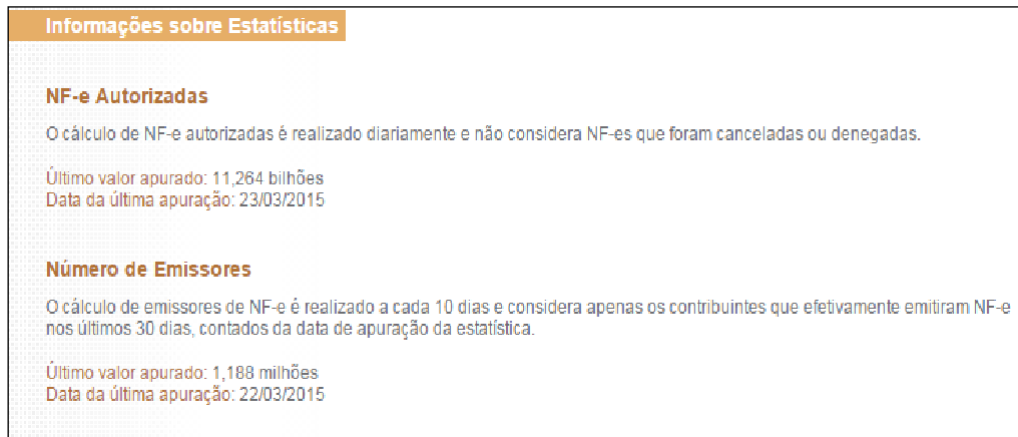 Informações sobre Estatísticas
NF-e Autorizadas
O cálculo de NF-e autorizadas é realizado diariamente e não considera NF-es que foram canceladas ou denegadas.
Último valor apurado: 11,264 bilhões
Data da última apuração: 23/03/2015
Número de Emissores
O cálculo de emissores de NF-e é realizado a cada 10 dias e considera apenas os contribuintes que efetivamente emitiram NF-e
nos últimos 30 dias, contados da data de apuração da estatística.
Último valor apurado: 1,188 milhões
Data da última apuração: 22/03/2015